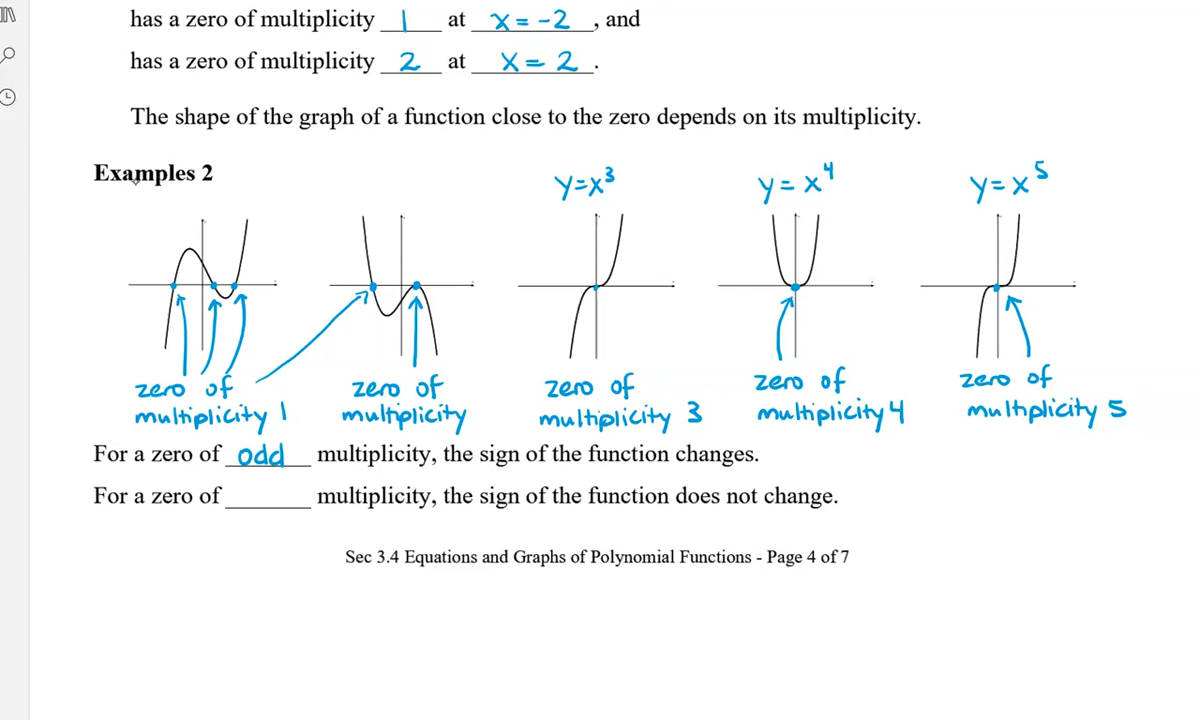 has a zero of multiplicity 1 at x = -2 , and
has a zero of multiplicity 2 at x = 2 .
The shape of the graph of a function close to the zero depends on its multiplicity.
Examples 2
y=x³
y = x⁴
y= x⁵
zero of multiplicity 1
zero of multiplicity
zero of multiplicity 3
zero of multiplicity 4
zero of multiplicity 5
For a zero of odd multiplicity, the sign of the function changes.
For a zero of ______ multiplicity, the sign of the function does not change.
Sec 3.4 Equations and Graphs of Polynomial Functions - Page 4 of 7